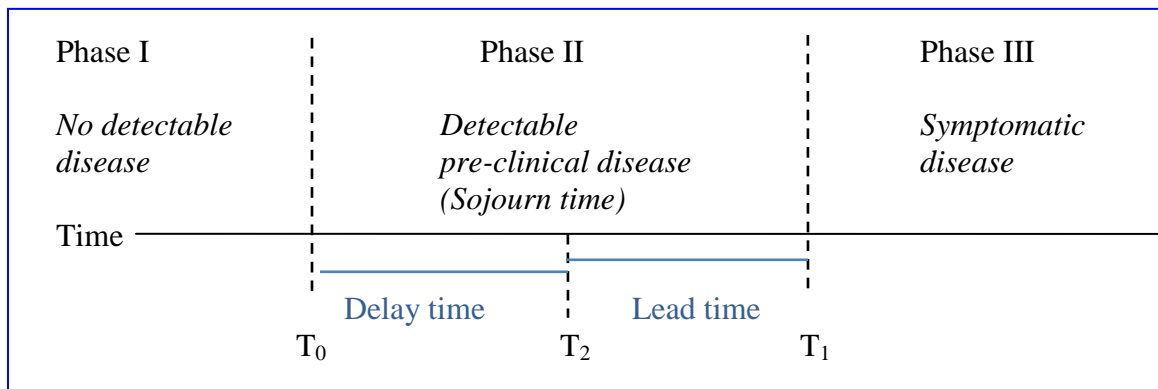 Phase I Phase II Phase III
No detectable Detectable Symptomatic
disease pre-clinical disease disease
(Sojourn time)
Time
Delay time Lead time
T0 T2 T1